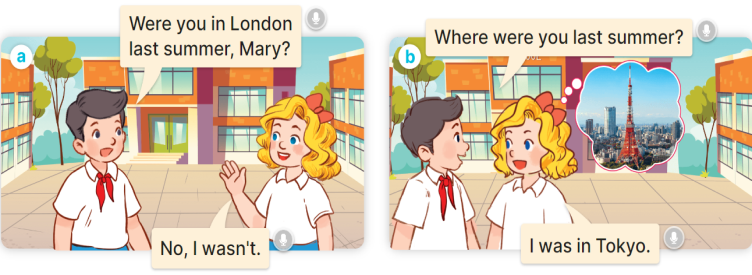 a
Were you in London
last summer, Mary?
No, I wasn't.
b
Where were you last summer?
I was in Tokyo.